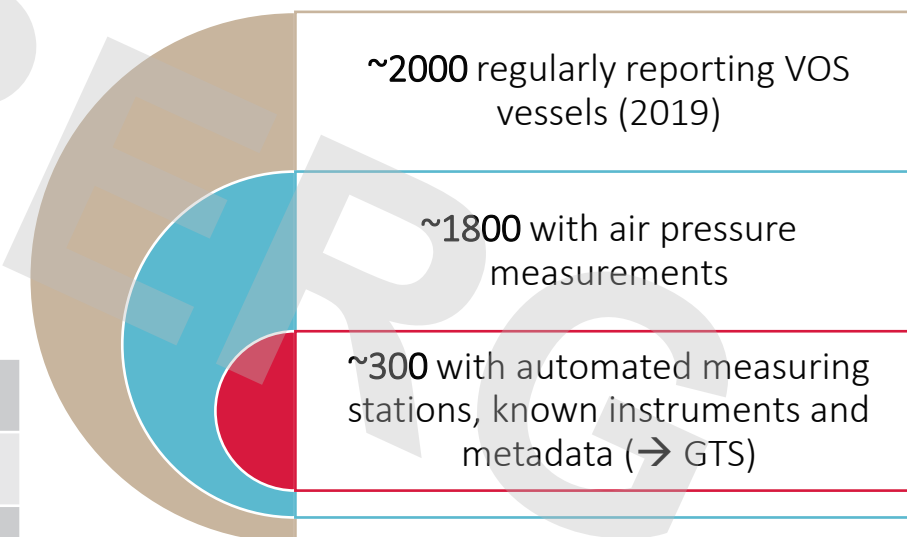 ~2000 regularly reporting VOS
vessels (2019)
~1800 with air pressure
measurements
~300 with automated measuring
stations, known instruments and
metadata (→ GTS)
ERG